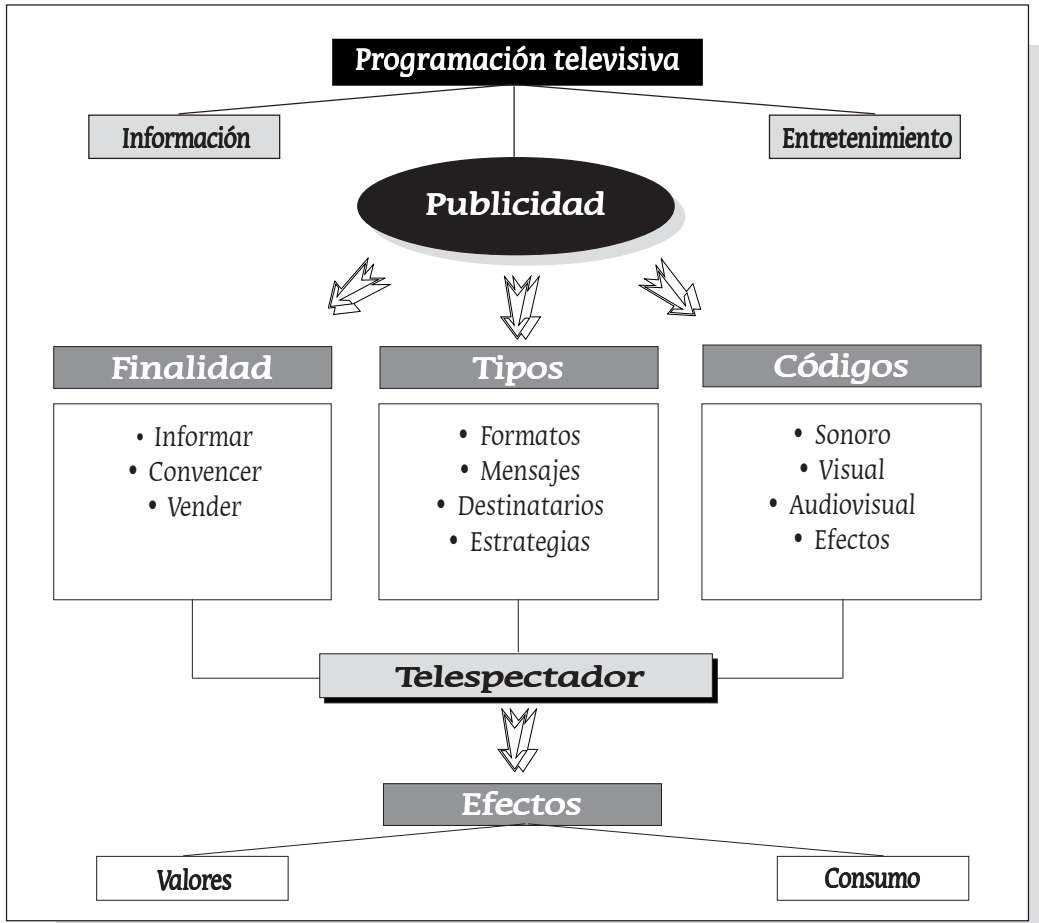 Programación televisiva
Información
Entretenimiento
Publicidad
Finalidad
• Informar
• Convencer
• Vender
Tipos
• Formatos
• Mensajes
• Destinatarios
• Estrategias
Códigos
• Sonoro
• Visual
• Audiovisual
• Efectos
Telespectador
Efectos
Valores
Consumo